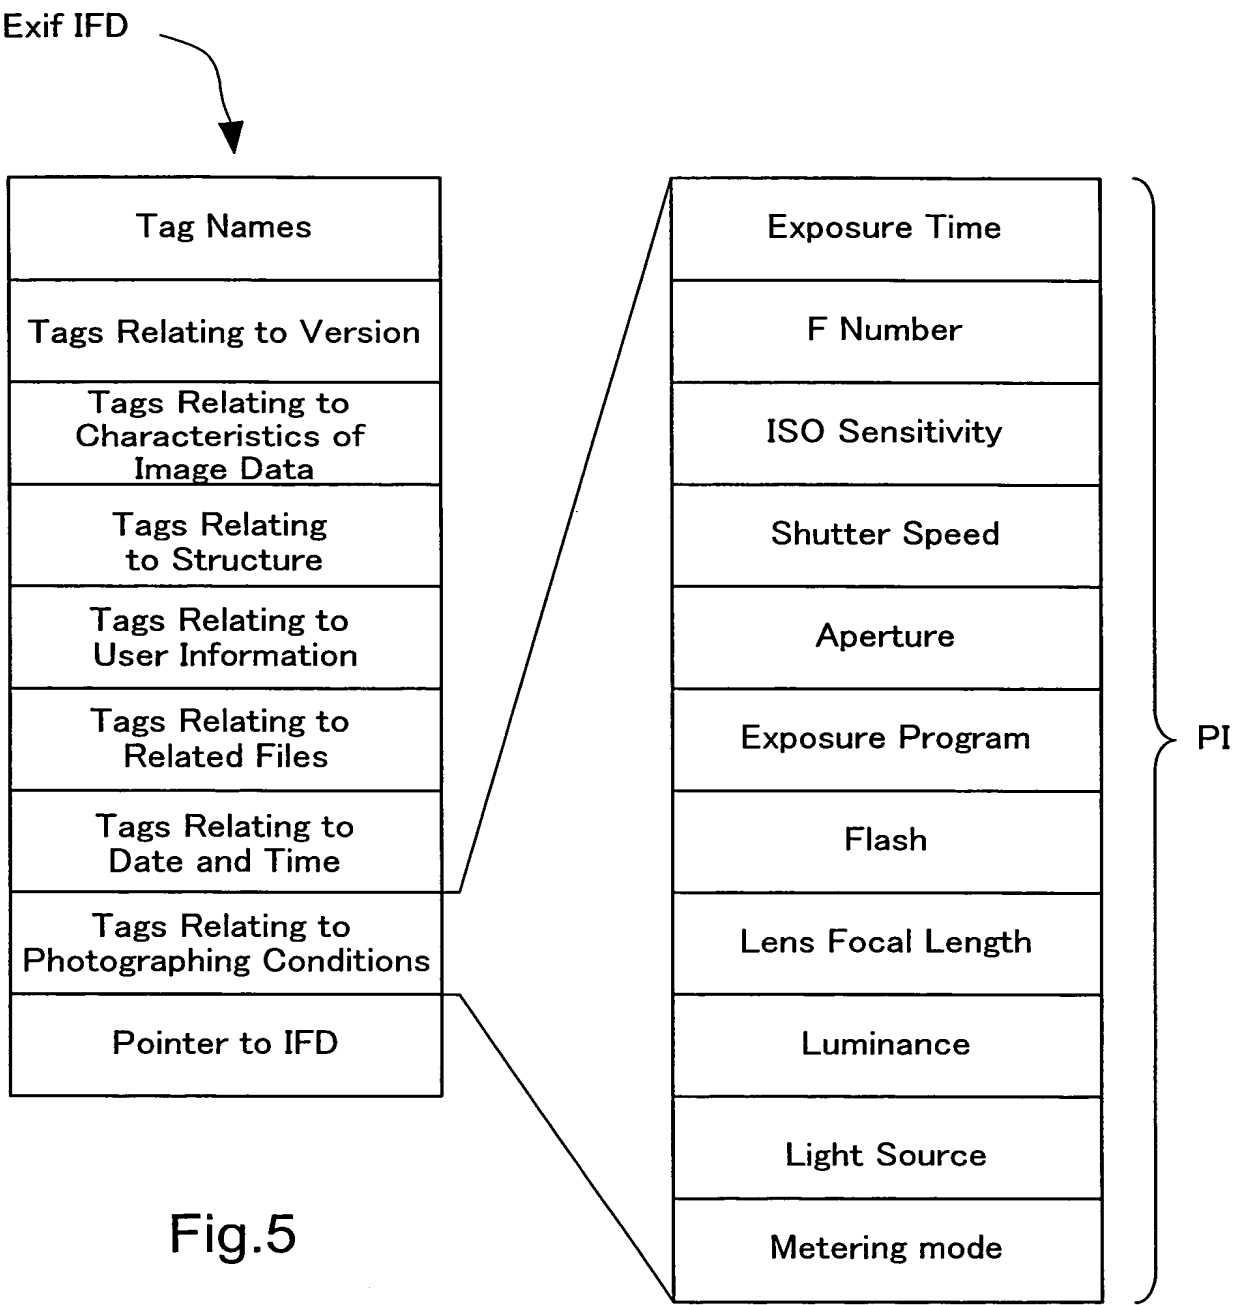 Exif IFD
Tag Names
Tags Relating to Version
Tags Relating to
Characteristics of
Image Data
Tags Relating
to Structure
Tags Relating to
User Information
Tags Relating to
Related Files
Tags Relating to
Date and Time
Tags Relating to
Photographing Conditions
Pointer to IFD
Exposure Time
F Number
ISO Sensitivity
Shutter Speed
Aperture
Exposure Program
Flash
Lens Focal Length
Luminance
Light Source
Metering mode
PI
Fig.5